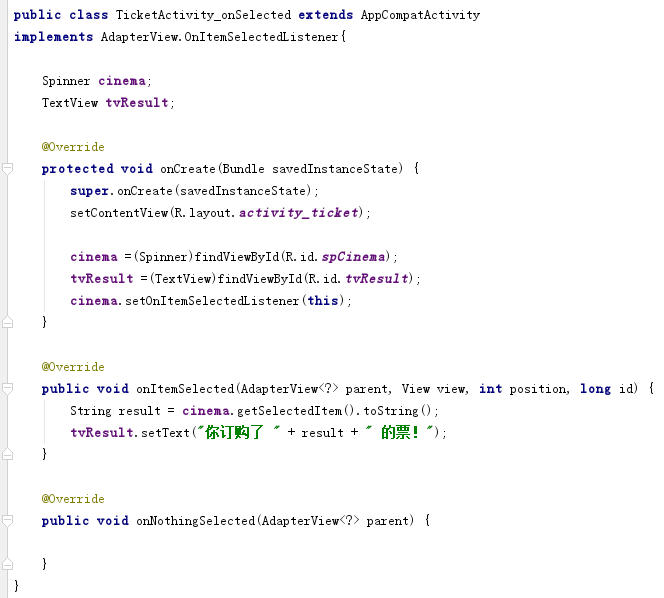 public class TicketActivity_onSelected extends AppCompatActivity
implements AdapterView.OnItemSelectedListener{
Spinner cinema;
TextView tvResult;
@Override
protected void onCreate(Bundle savedInstanceState) {
super.onCreate(savedInstanceState);
setContentView(R.layout.activity_ticket);
cinema =(Spinner)findViewById(R.id.spCinema);
tvResult =(TextView)findViewById(R.id.tvResult);
cinema.setOnItemSelectedListener(this);
}
@Override
public void onItemSelected(AdapterView<?> parent, View view, int position, long id) {
String result = cinema.getSelectedItem().toString();
tvResult.setText("你订购了 " + result + " 的票! ");
}
@Override
public void onNothingSelected(AdapterView<?> parent) {
}
}